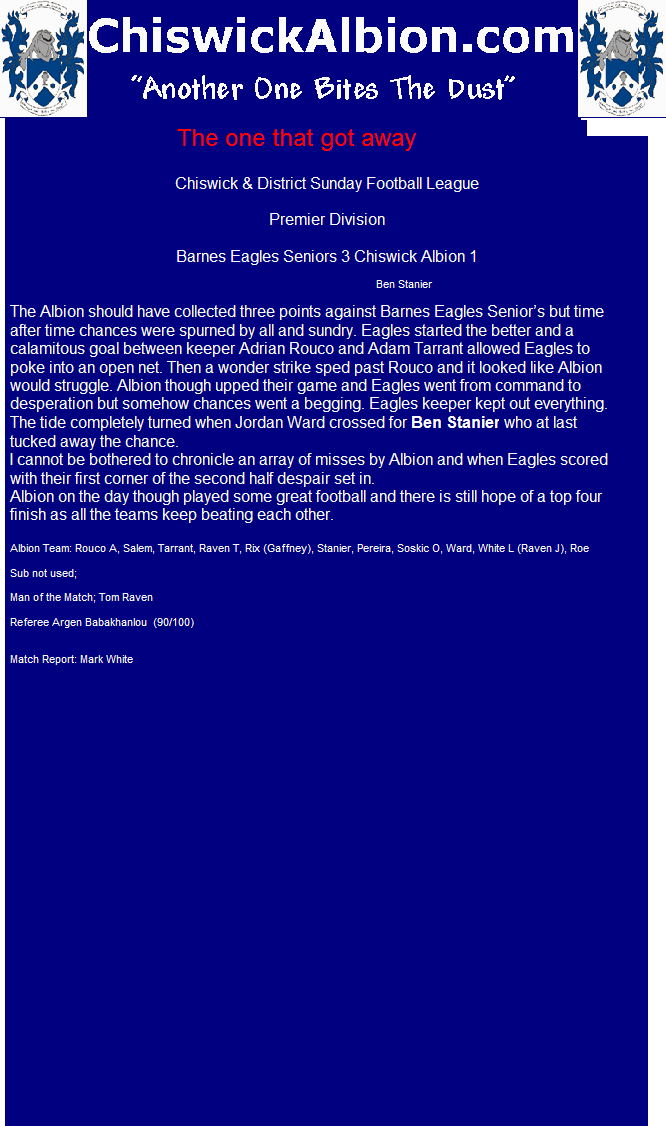 ChiswickAlbion.com
"Another One Bites The Dust"
The one that got away
Chiswick & District Sunday Football League
Premier Division
Barnes Eagles Seniors 3 Chiswick Albion 1
Ben Stanier
The Albion should have collected three points against Barnes Eagles Senior's but time
after time chances were spurned by all and sundry. Eagles started the better and a
calamitous goal between keeper Adrian Rouco and Adam Tarrant allowed Eagles to
poke into an open net. Then a wonder strike sped past Rouco and it looked like Albion
would struggle. Albion though upped their game and Eagles went from command to
desperation but somehow chances went a begging. Eagles keeper kept out everything.
The tide completely turned when Jordan Ward crossed for Ben Stanier who at last
tucked away the chance.
I cannot be bothered to chronicle an array of misses by Albion and when Eagles scored
with their first corner of the second half despair set in.
Albion on the day though played some great football and there is still hope of a top four
finish as all the teams keep beating each other.
Albion Team: Rouco A, Salem, Tarrant, Raven T, Rix (Gaffney), Stanier, Pereira, Soskic O, Ward, White L (Raven J), Roe
Sub not used;
Man of the Match; Tom Raven
Referee Argen Babakhanlou (90/100)
Match Report: Mark White